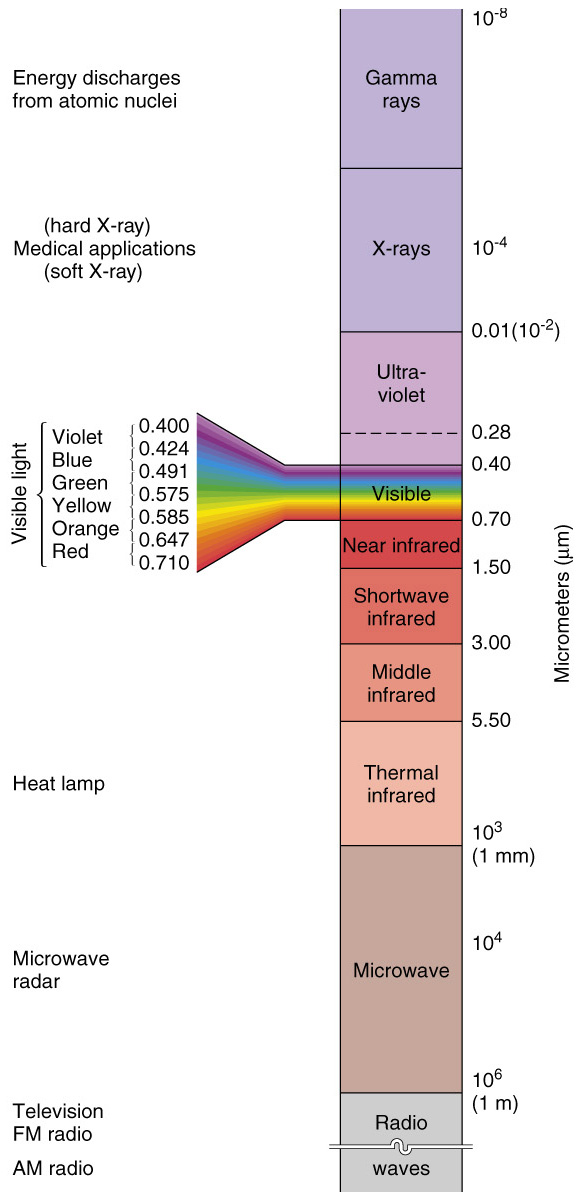 10⁻⁸
Energy discharges
from atomic nuclei
Gamma
rays
(hard X-ray)
Medical applications
(soft X-ray)
X-rays
10⁻⁴
0.01(10⁻²)
Ultra-
violet
0.28
0.40
Visible light
Violet
Blue
Green
Yellow
Orange
Red
0.400
0.424
0.491
0.575
0.585
0.647
0.710
Visible
0.70
Near infrared
1.50
Shortwave
infrared
3.00
Middle
infrared
5.50
Micrometers (μm)
Heat lamp
Thermal
infrared
10³
(1 mm)
Microwave
radar
Microwave
10⁴
10⁶
(1 m)
Television
FM radio
AM radio
Radio
waves